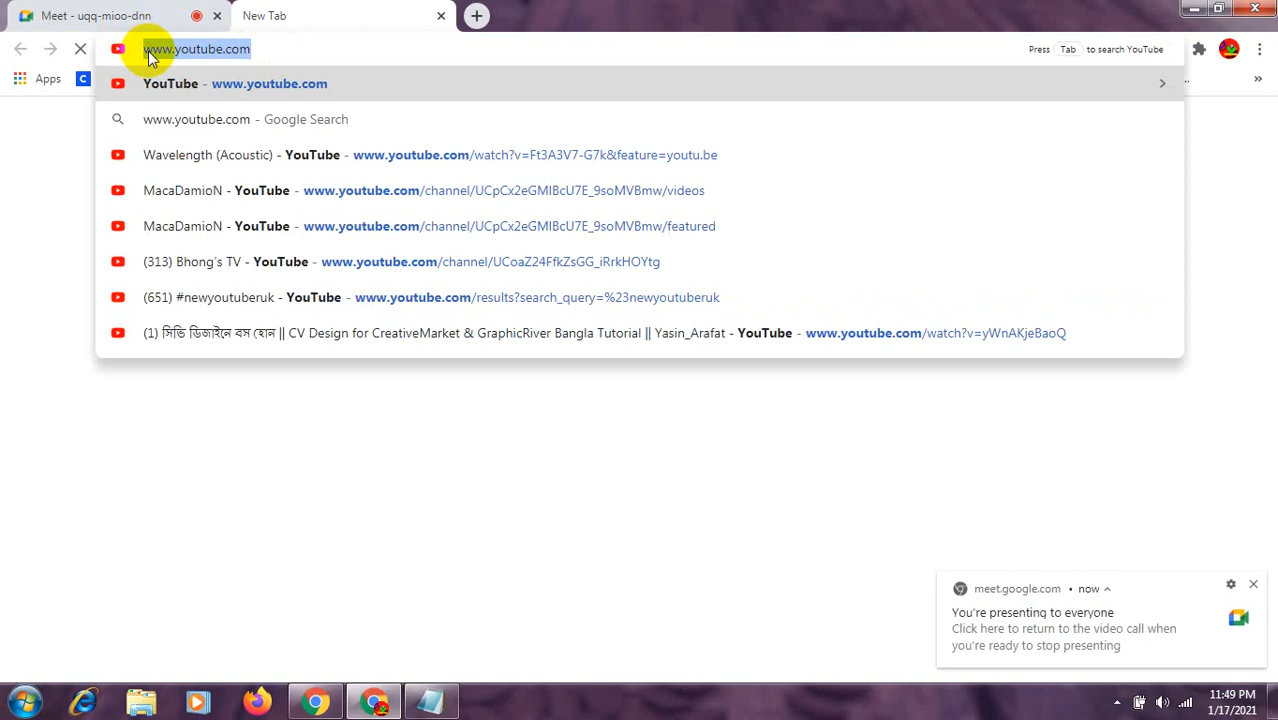 Meet - uqq-mioo-dnn
New Tab
www.youtube.com
Press Tab to search YouTube
Apps
YouTube - www.youtube.com
www.youtube.com - Google Search
Wavelength (Acoustic) - YouTube - www.youtube.com/watch?v=Ft3A3V7-G7k&feature=youtu.be
MacaDamioN - YouTube - www.youtube.com/channel/UCpCx2eGMIBcU7E_9soMVBmw/videos
MacaDamioN - YouTube - www.youtube.com/channel/UCpCx2eGMIBcU7E_9soMVBmw/featured
(313) Bhong's TV - YouTube - www.youtube.com/channel/UCoaZ24FfkZsGG_iRrkHOYtg
(651) #newyoutuberuk - YouTube - www.youtube.com/results?search_query=%23newyoutuberuk
(1) সিভি ডিজাইনে বস হোন || CV Design for CreativeMarket & GraphicRiver Bangla Tutorial || Yasin_Arafat - YouTube - www.youtube.com/watch?v=yWnAKjeBaoQ
meet.google.com • now
You're presenting to everyone
Click here to return to the video call when
you're ready to stop presenting
11:49 PM
1/17/2021